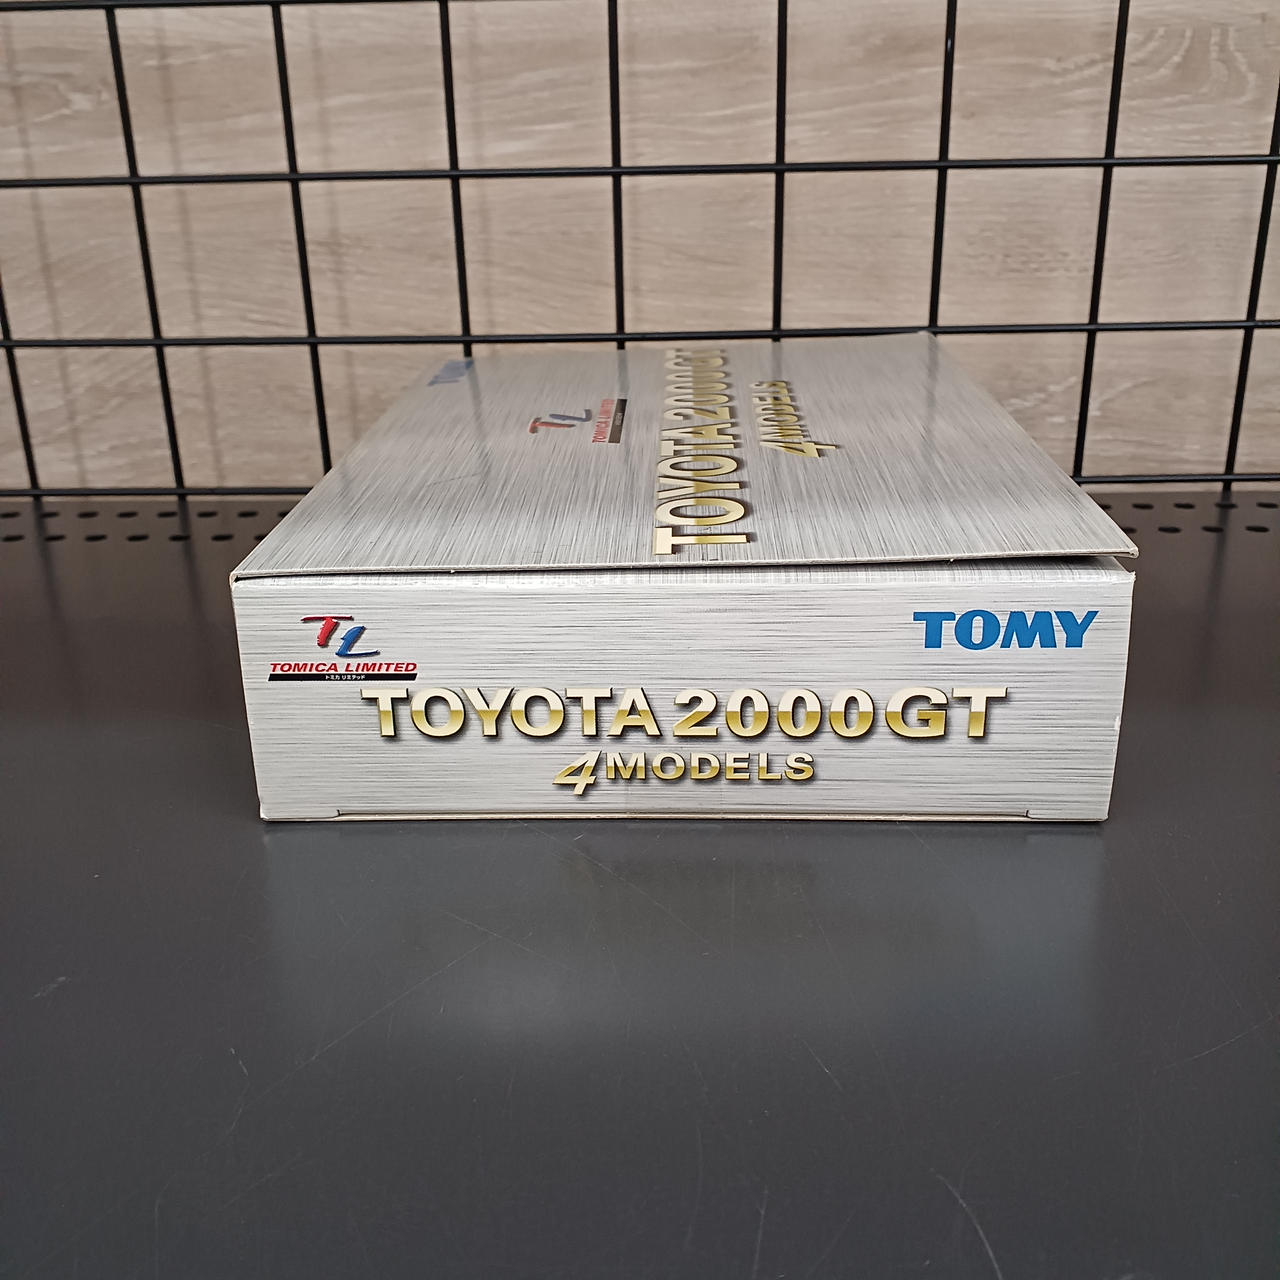 TOMY
TL
TOMICA LIMITED
TOYOTA 2000GT
4 MODELS
TL
TOMICA LIMITED
トミカ リミテッド
TOMY
TOYOTA 2000GT
4 MODELS